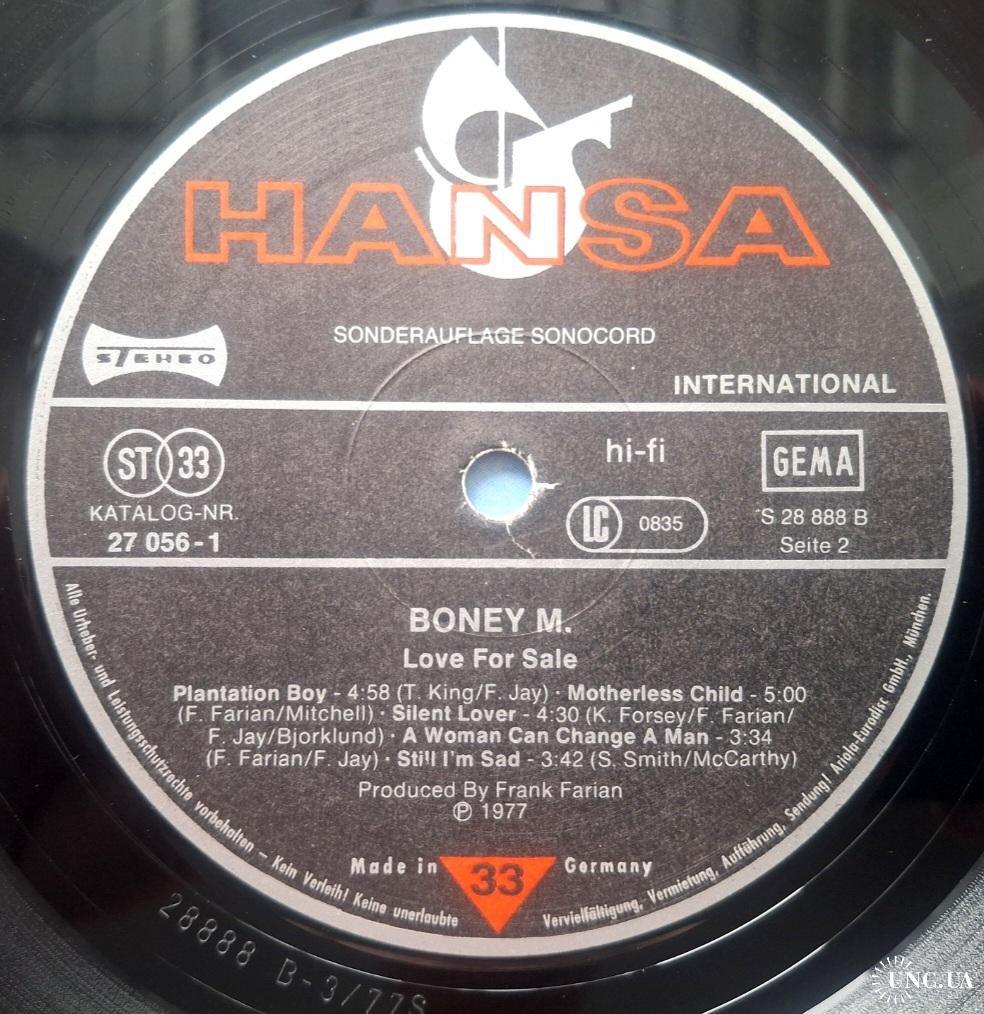 HANSA
SONDERAUFLAGE SONOCORD
STEREO
INTERNATIONAL
ST 33
hi-fi
GEMA
KATALOG-NR.
LC 0835
S 28 888 B
27 056-1
Seite 2
BONEY M.
Love For Sale
Plantation Boy - 4:58 (T. King/F. Jay) · Motherless Child - 5:00
(F. Farian/Mitchell) · Silent Lover - 4:30 (K. Forsey/F. Farian/
F. Jay/Bjorklund) · A Woman Can Change A Man - 3:34
(F. Farian/F. Jay) · Still I'm Sad - 3:42 (S. Smith/McCarthy)
Produced By Frank Farian
℗ 1977
Made in 33 Germany
Alle Urheber- und Leistungsschutzrechte vorbehalten – Kein Verleih! Keine unerlaubte Vervielfältigung, Vermietung, Aufführung, Sendung! Ariola-Eurodisc GmbH., München.
28888 B-3/77S
UNC.UA